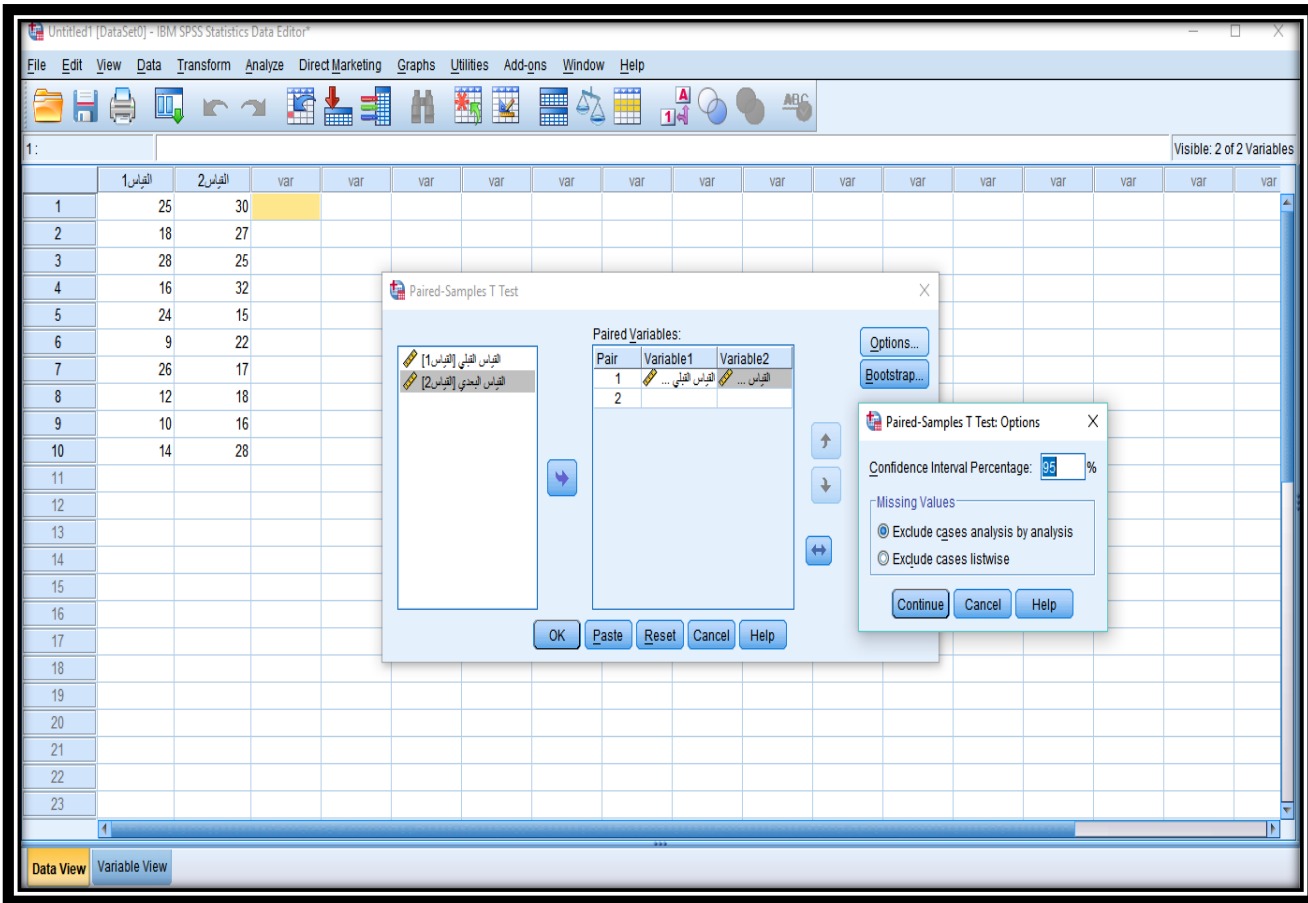 Untitled1 [DataSet0] - IBM SPSS Statistics Data Editor*
File Edit View Data Transform Analyze Direct Marketing Graphs Utilities Add-ons Window Help
1 :
Visible: 2 of 2 Variables
القياس1 القياس2 var var var var var var var var var var var var var var var
1 25 30
2 18 27
3 28 25
4 16 32
5 24 15
6 9 22
7 26 17
8 12 18
9 10 16
10 14 28
11
12
13
14
15
16
17
18
19
20
21
22
23
Paired-Samples T Test
القياس القبلي [القياس1]
القياس البعدي [القياس2]
Paired Variables:
Pair Variable1 Variable2
1 القياس القبلي ... القياس ...
2
Options...
Bootstrap...
OK Paste Reset Cancel Help
Paired-Samples T Test: Options
Confidence Interval Percentage: 95 %
Missing Values
Exclude cases analysis by analysis
Exclude cases listwise
Continue Cancel Help
Data View Variable View